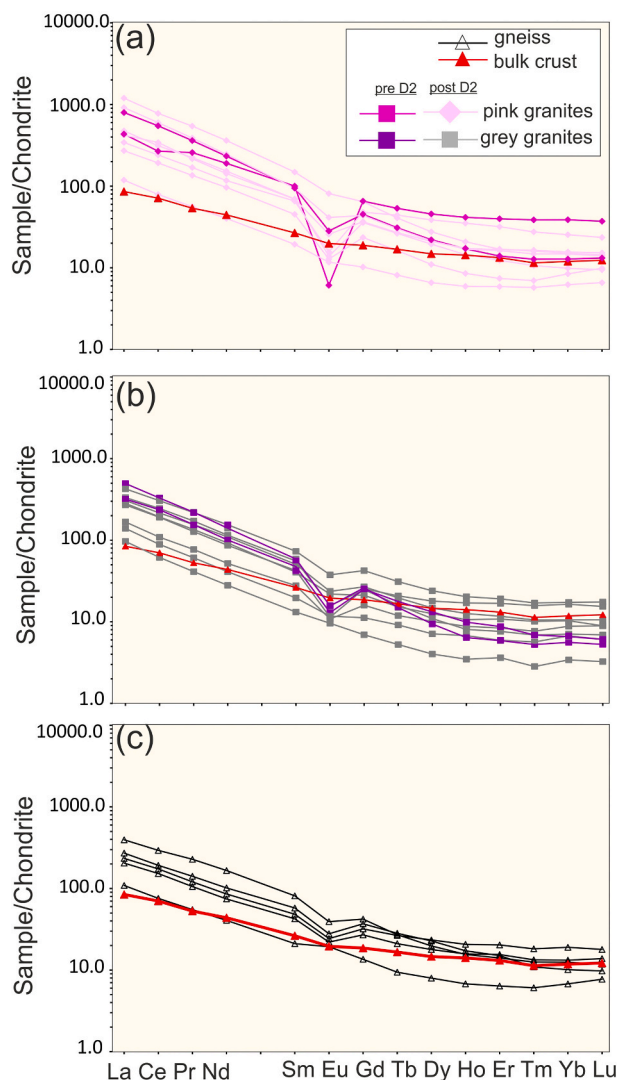 10000.0
(a)
gneiss
bulk crust
pre D2 post D2
pink granites
grey granites
1000.0
100.0
10.0
1.0
Sample/Chondrite
10000.0
(b)
1000.0
100.0
10.0
1.0
Sample/Chondrite
10000.0
(c)
1000.0
100.0
10.0
1.0
Sample/Chondrite
La Ce Pr Nd Sm Eu Gd Tb Dy Ho Er Tm Yb Lu